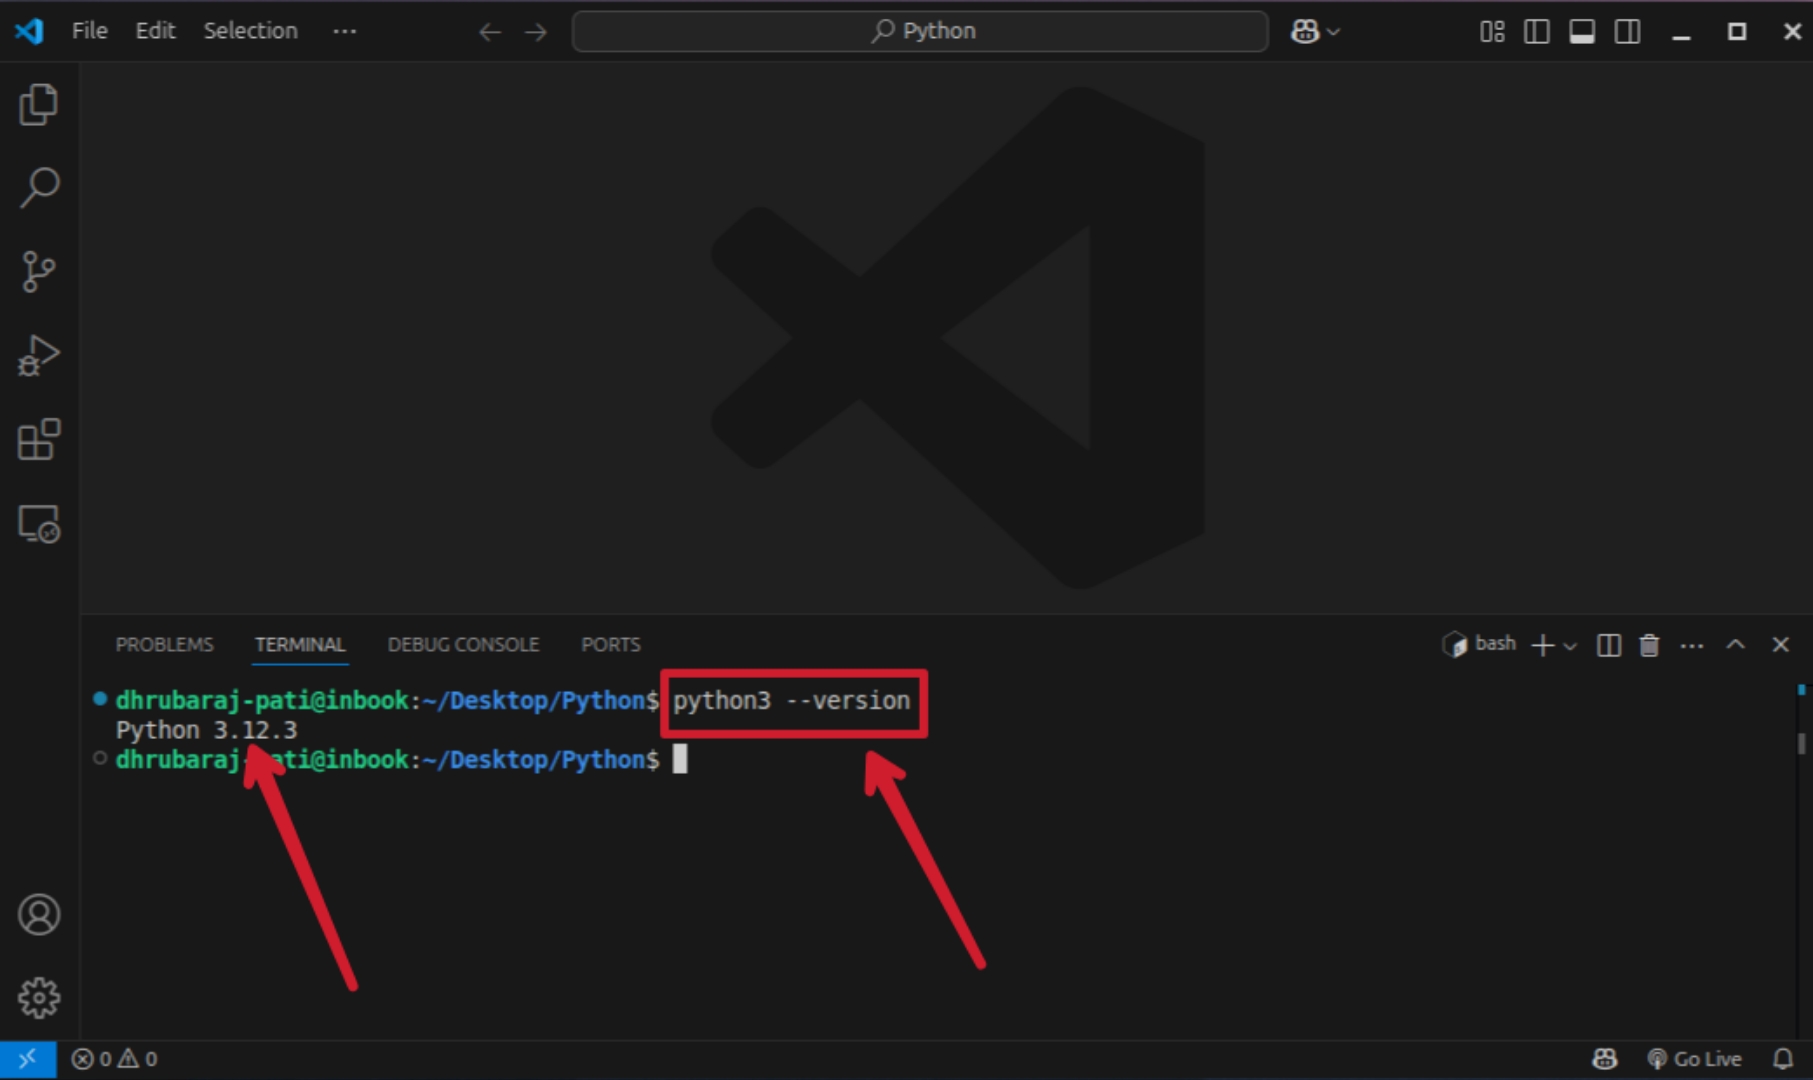 File Edit Selection ··· Python
PROBLEMS TERMINAL DEBUG CONSOLE PORTS bash
dhrubaraj-pati@inbook:~/Desktop/Python$ python3 --version
Python 3.12.3
dhrubaraj-pati@inbook:~/Desktop/Python$
0 0 Go Live